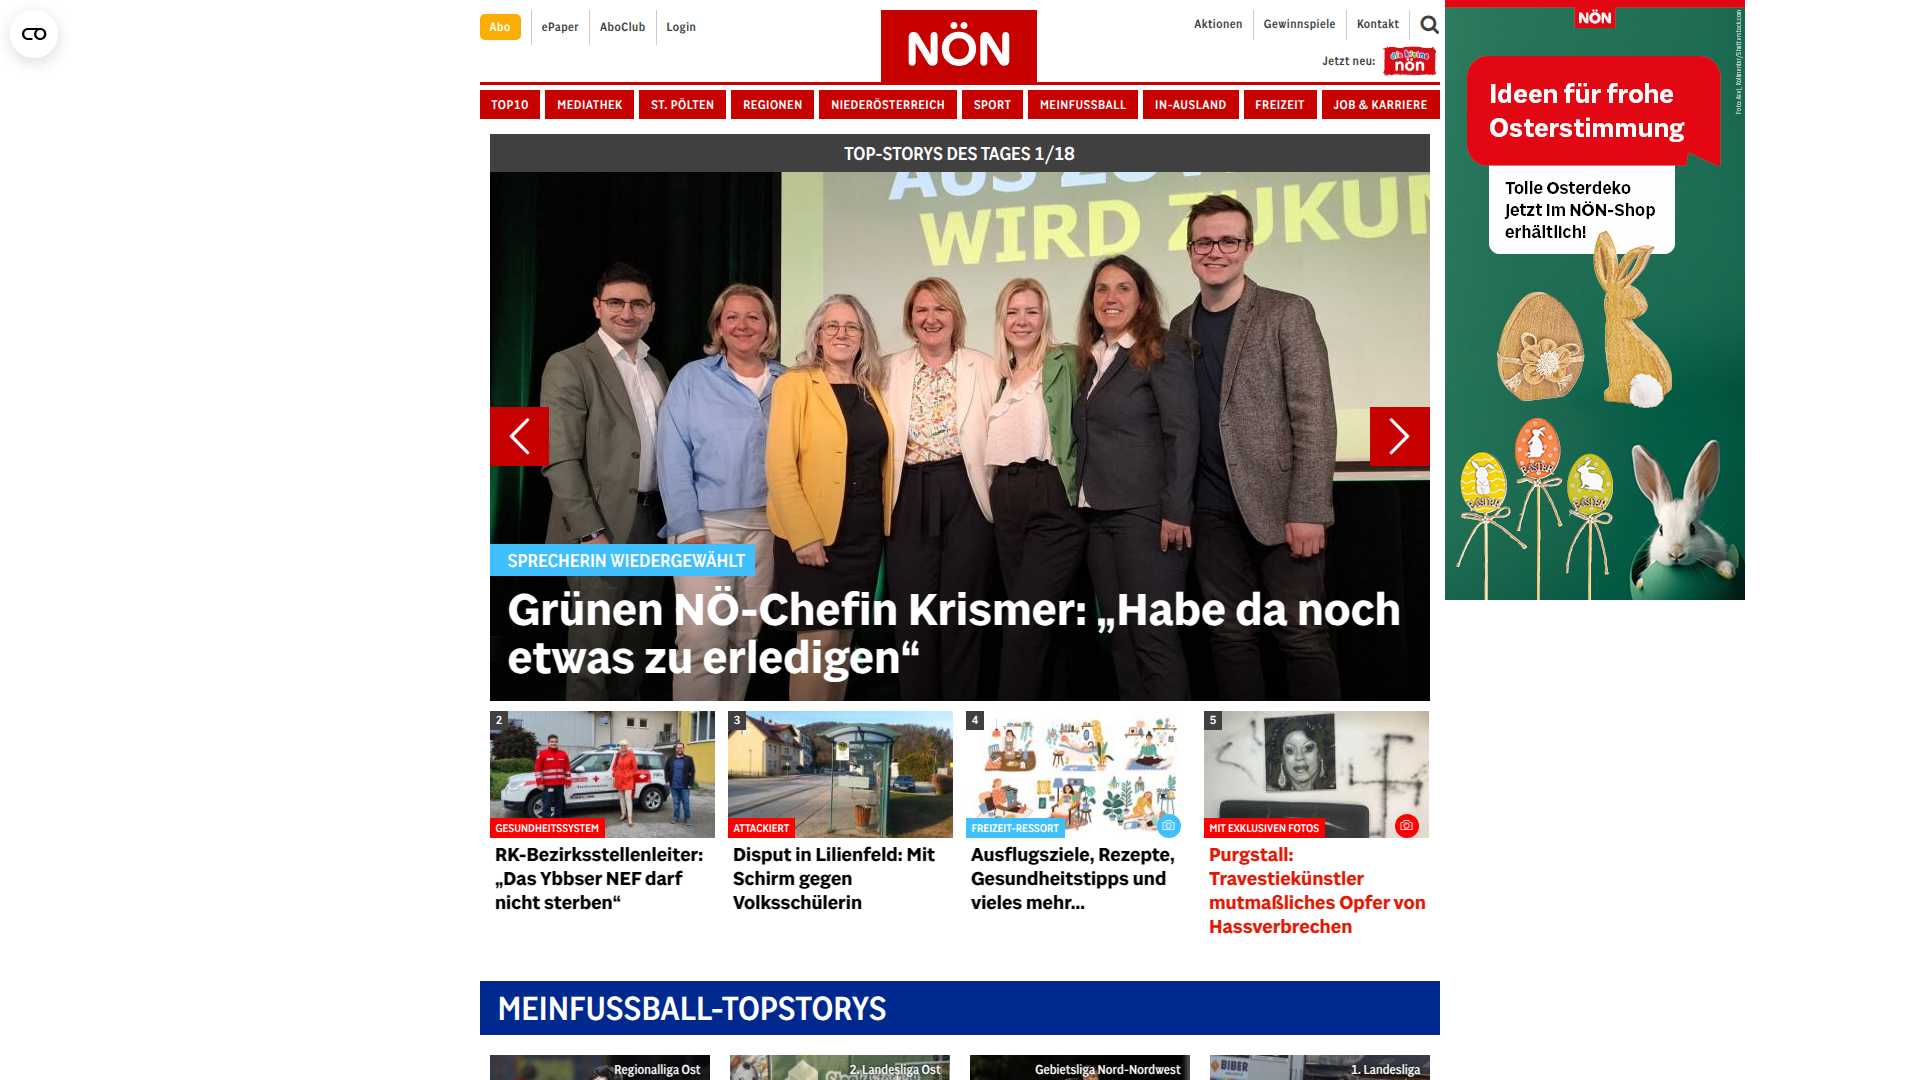 Abo
ePaper
AboClub
Login
NÖN
Aktionen
Gewinnspiele
Kontakt
Jetzt neu:
die kleine
nön
TOP10
MEDIATHEK
ST. PÖLTEN
REGIONEN
NIEDERÖSTERREICH
SPORT
MEINFUSSBALL
IN-AUSLAND
FREIZEIT
JOB & KARRIERE
TOP-STORYS DES TAGES 1/18
WIRD ZUKUN
SPRECHERIN WIEDERGEWÄHLT
Grünen NÖ-Chefin Krismer: „Habe da noch
etwas zu erledigen“
2
GESUNDHEITSSYSTEM
RK-Bezirksstellenleiter:
„Das Ybbser NEF darf
nicht sterben“
3
ATTACKIERT
Disput in Lilienfeld: Mit
Schirm gegen
Volksschülerin
4
FREIZEIT-RESSORT
Ausflugsziele, Rezepte,
Gesundheitstipps und
vieles mehr...
5
MIT EXKLUSIVEN FOTOS
Purgstall:
Travestiekünstler
mutmaßliches Opfer von
Hassverbrechen
MEINFUSSBALL-TOPSTORYS
Regionalliga Ost
2. Landesliga Ost
Gebietsliga Nord-Nordwest
BIBER
1. Landesliga
NÖN
Ideen für frohe
Osterstimmung
Tolle Osterdeko
jetzt im NÖN-Shop
erhältlich!
EASTER
EASTER
EASTER